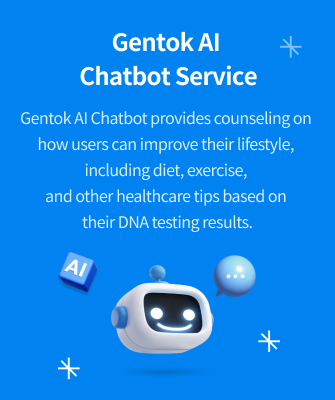 Gentok AI
Chatbot Service
Gentok AI Chatbot provides counseling on
how users can improve their lifestyle,
including diet, exercise,
and other healthcare tips based on
their DNA testing results.
AI